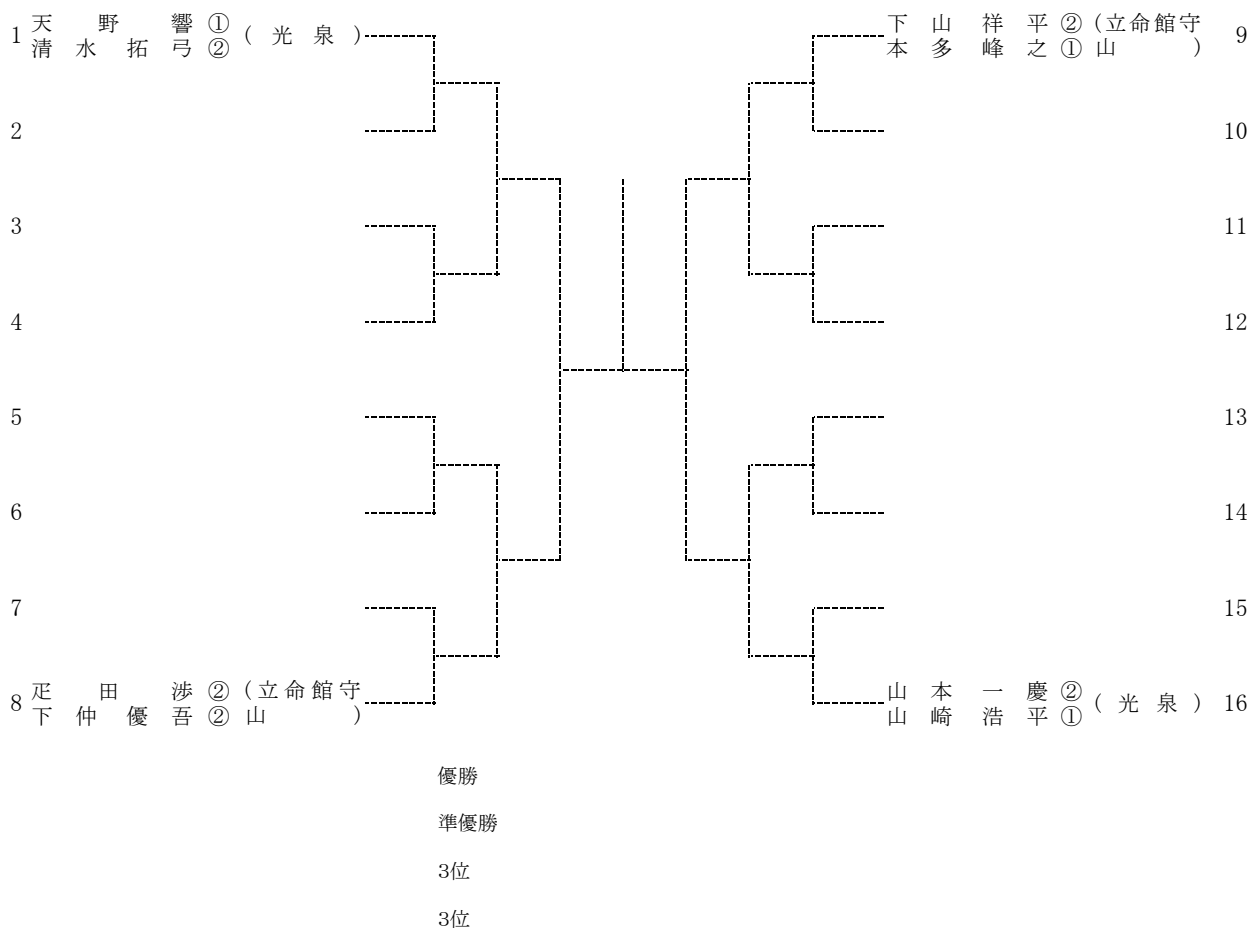 1 天野響① (光泉)
清水拓弓②
2
3
4
5
6
7
8 疋田渉② (立命館守
下仲優吾② 山)
下山祥平② (立命館守 9
本多峰之① 山)
10
11
12
13
14
15
山本一慶② (光泉) 16
山崎浩平①
優勝
準優勝
3位
3位